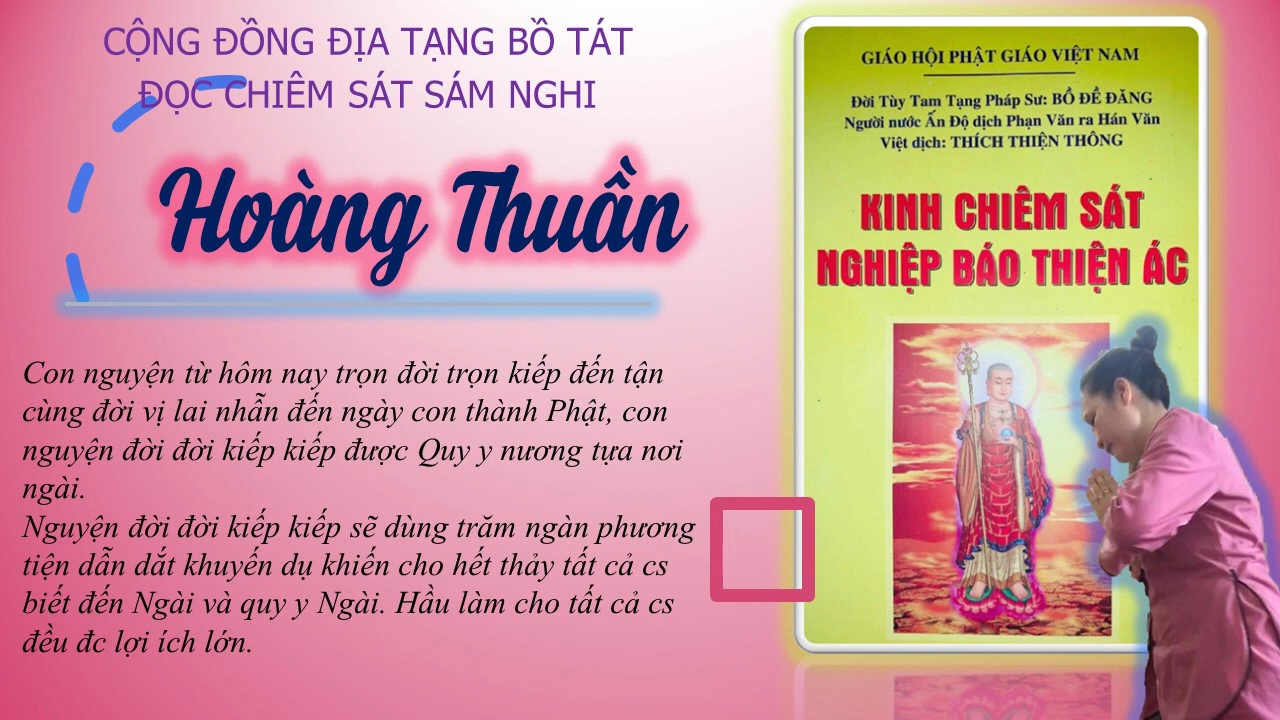 CỘNG ĐỒNG ĐỊA TẠNG BỒ TÁT
ĐỌC CHIÊM SÁT SÁM NGHI
Hoàng Thuần
Con nguyện từ hôm nay trọn đời trọn kiếp đến tận
cùng đời vị lai nhẫn đến ngày con thành Phật, con
nguyện đời đời kiếp kiếp được Quy y nương tựa nơi
ngài.
Nguyện đời đời kiếp kiếp sẽ dùng trăm ngàn phương
tiện dẫn dắt khuyến dụ khiến cho hết thảy tất cả cs
biết đến Ngài và quy y Ngài. Hầu làm cho tất cả cs
đều đc lợi ích lớn.
GIÁO HỘI PHẬT GIÁO VIỆT NAM
Đời Tùy Tam Tạng Pháp Sư: BỒ ĐỀ ĐĂNG
Người nước Ấn Độ dịch Phạn Văn ra Hán Văn
Việt dịch: THÍCH THIỆN THÔNG
KINH CHIÊM SÁT
NGHIỆP BÁO THIỆN ÁC